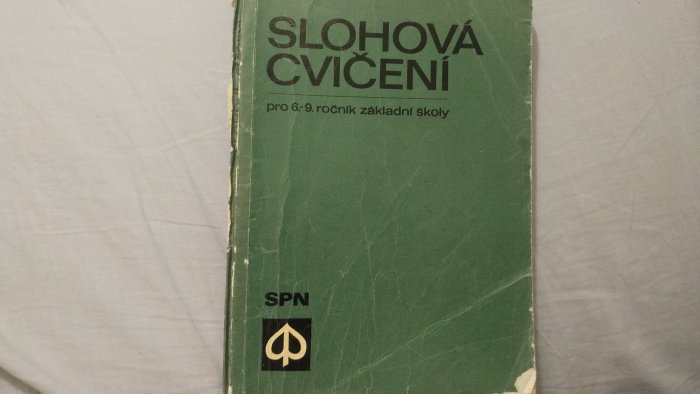 SLOHOVÁ
CVIČENÍ
pro 6.-9. ročník základní školy
SPN